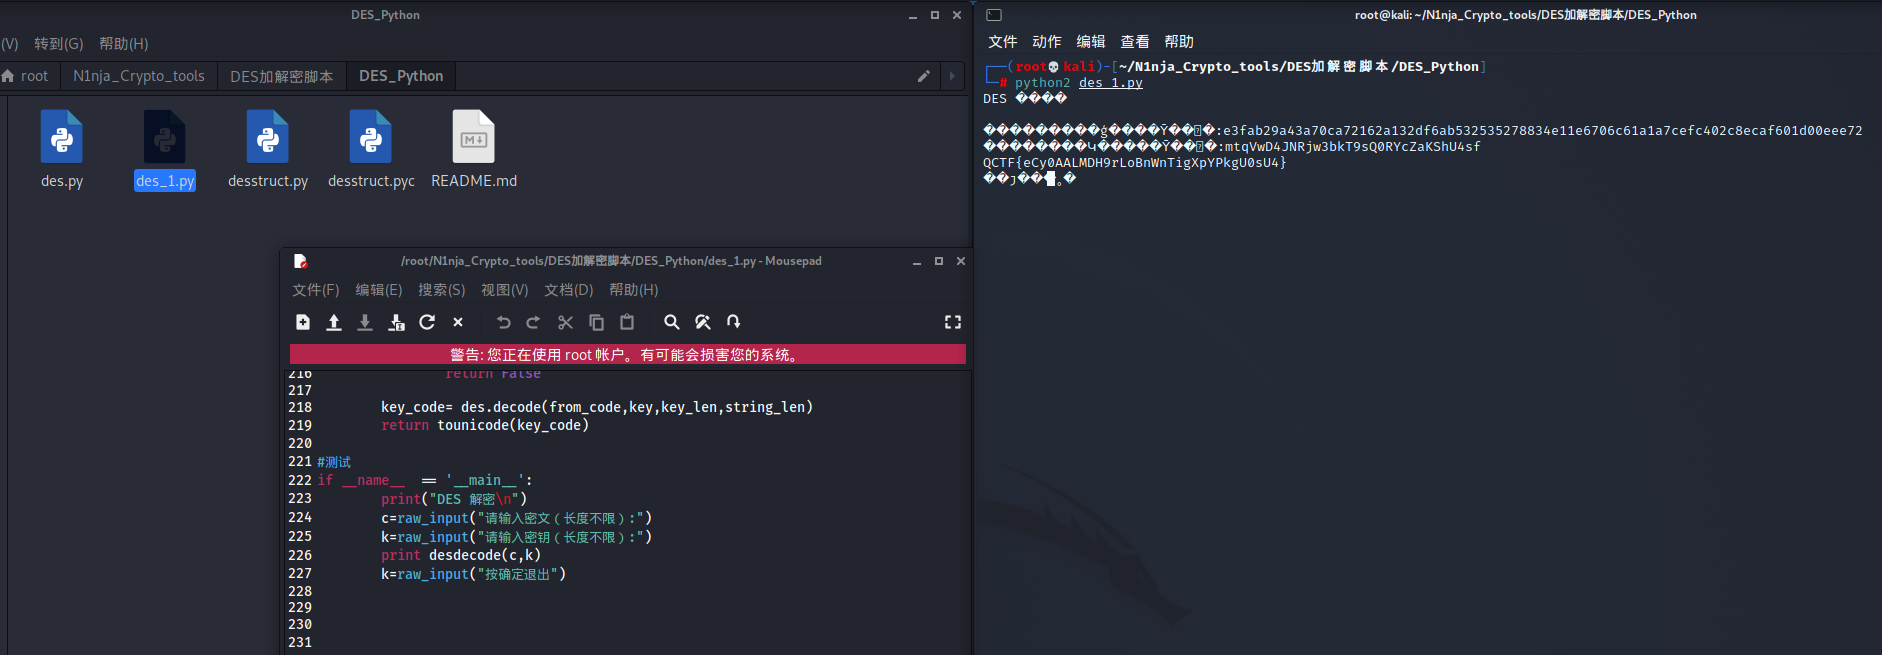 DES_Python
(V) 转到(G) 帮助(H)
root N1nja_Crypto_tools DES加解密脚本 DES_Python
des.py des_1.py desstruct.py desstruct.pyc README.md
/root/N1nja_Crypto_tools/DES加解密脚本/DES_Python/des_1.py - Mousepad
文件(F) 编辑(E) 搜索(S) 视图(V) 文档(D) 帮助(H)
警告: 您正在使用 root 帐户。有可能会损害您的系统。
216 return False
217
218 key_code= des.decode(from_code,key,key_len,string_len)
219 return tounicode(key_code)
220
221 #测试
222 if __name__ == '__main__':
223 print("DES 解密\n")
224 c=raw_input("请输入密文（长度不限）:")
225 k=raw_input("请输入密钥（长度不限）:")
226 print desdecode(c,k)
227 k=raw_input("按确定退出")
228
229
230
231
root@kali: ~/N1nja_Crypto_tools/DES加解密脚本/DES_Python
文件 动作 编辑 查看 帮助
(root💀kali)-[~/N1nja_Crypto_tools/DES加解密脚本/DES_Python]
# python2 des_1.py
DES ����
:e3fab29a43a70ca72162a132df6ab532535278834e11e6706c61a1a7cefc402c8ecaf601d00eee72
:mtqVwD4JNRjw3bkT9sQ0RYcZaKShU4sf
QCTF{eCy0AALMDH9rLoBnWnTigXpYPkgU0sU4}